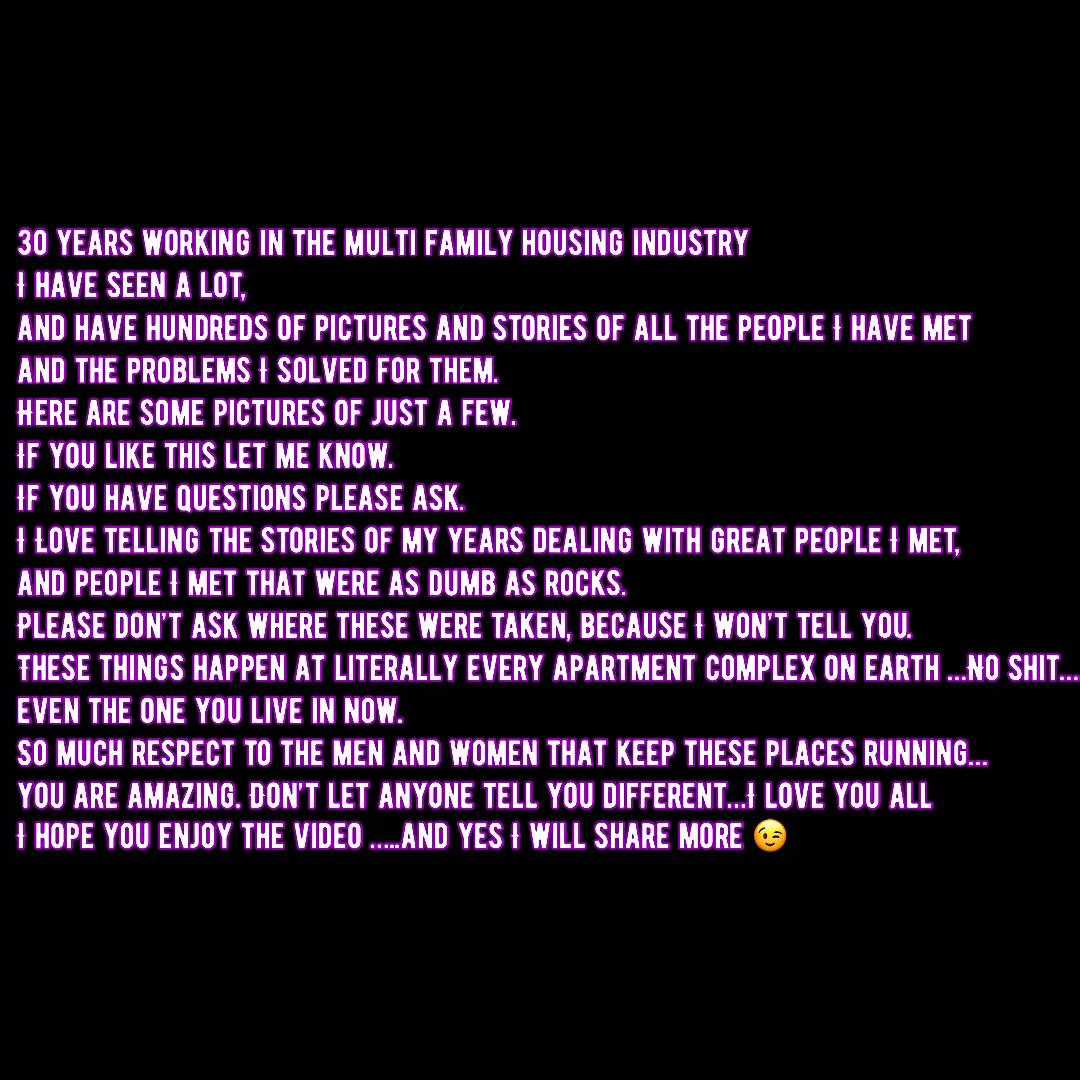 30 years working in the multi family housing industry
I have seen a lot,
and have hundreds of pictures and stories of all the people I have met
and the problems I solved for them.
Here are some pictures of just a few.
If you like this let me know.
If you have questions please ask.
I Love telling the stories of my years dealing with great people I met,
and people I met that were as dumb as rocks.
Please don't ask where these were taken, because I won't tell you.
These things happen at literally every apartment complex on earth ...No shit...
Even the one you live in now.
So much respect to the men and women that keep these places running...
you are amazing. Don't let anyone tell you different...I love you all
I hope you enjoy the video .....and yes I will share more 😉